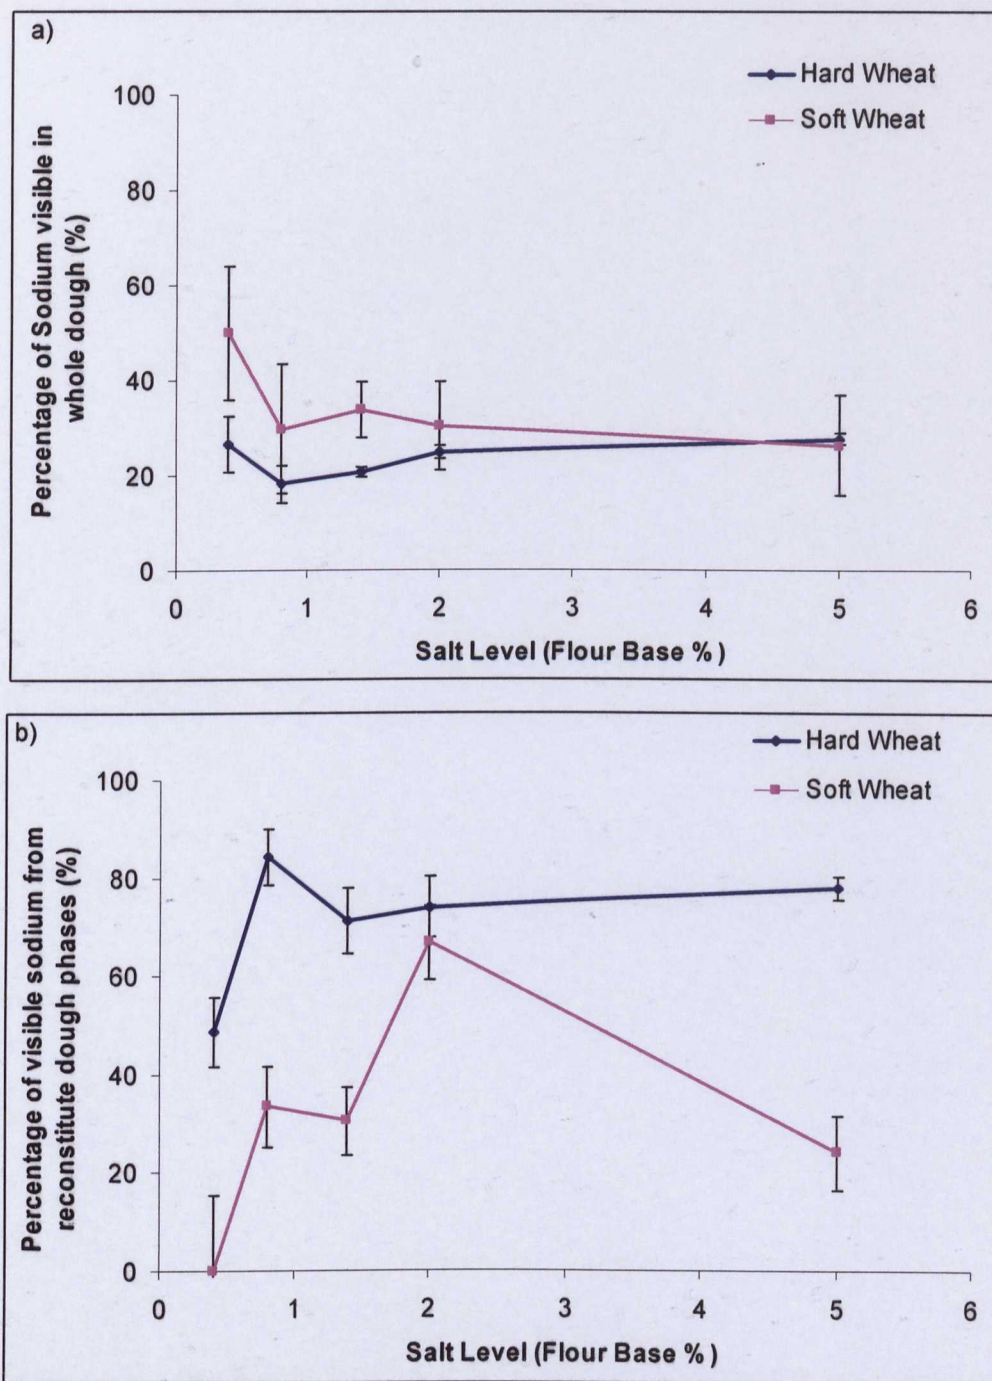 a)
Hard Wheat
Soft Wheat
100
80
60
40
20
0
Percentage of Sodium visible in
whole dough (%)
0 1 2 3 4 5 6
Salt Level (Flour Base %)
b)
Hard Wheat
Soft Wheat
100
80
60
40
20
0
Percentage of visible sodium from
reconstitute dough phases (%)
0 1 2 3 4 5 6
Salt Level (Flour Base %)